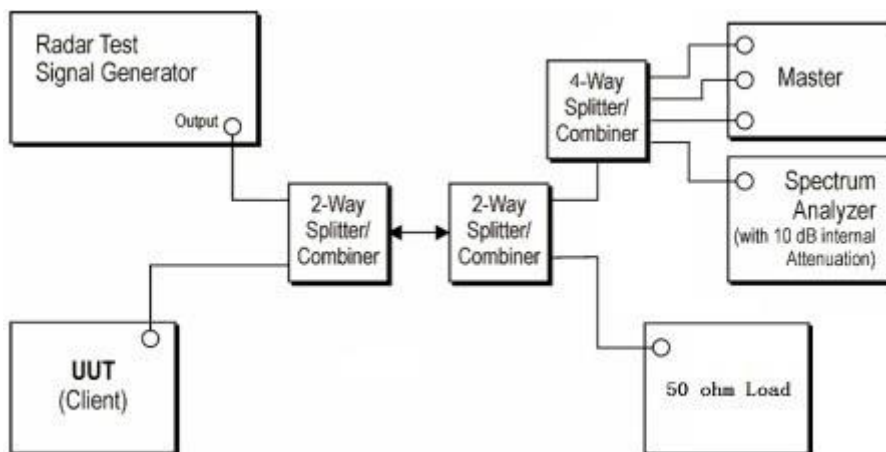 Radar Test
Signal Generator
Output
4-Way
Splitter/
Combiner
Master
2-Way
Splitter/
Combiner
2-Way
Splitter/
Combiner
Spectrum
Analyzer
(with 10 dB internal
Attenuation)
UUT
(Client)
50 ohm Load